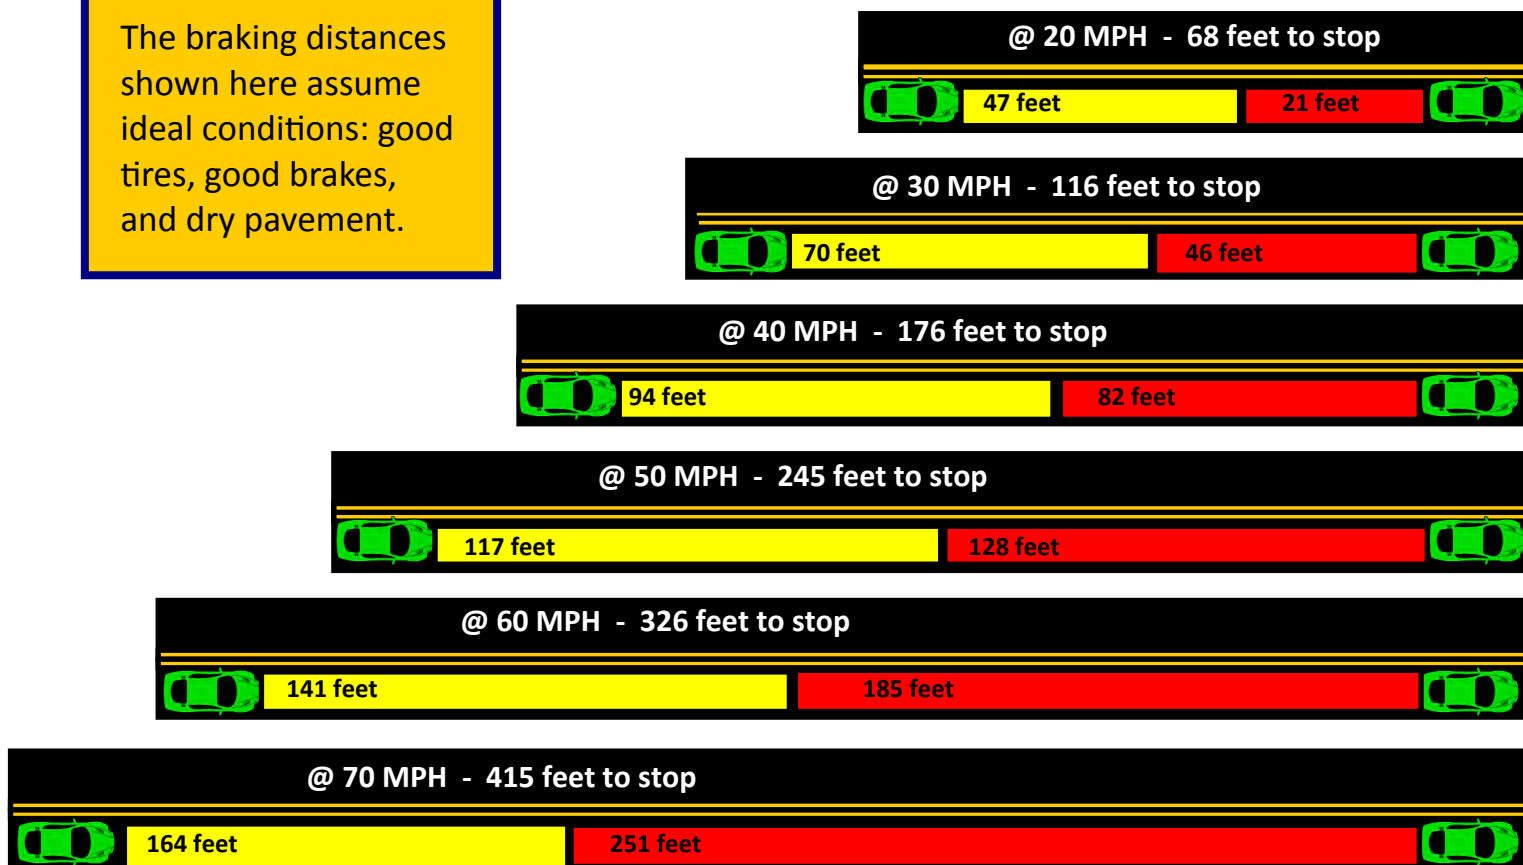 The braking distances
shown here assume
ideal conditions: good
tires, good brakes,
and dry pavement.
@ 20 MPH - 68 feet to stop
47 feet 21 feet
@ 30 MPH - 116 feet to stop
70 feet 46 feet
@ 40 MPH - 176 feet to stop
94 feet 82 feet
@ 50 MPH - 245 feet to stop
117 feet 128 feet
@ 60 MPH - 326 feet to stop
141 feet 185 feet
@ 70 MPH - 415 feet to stop
164 feet 251 feet